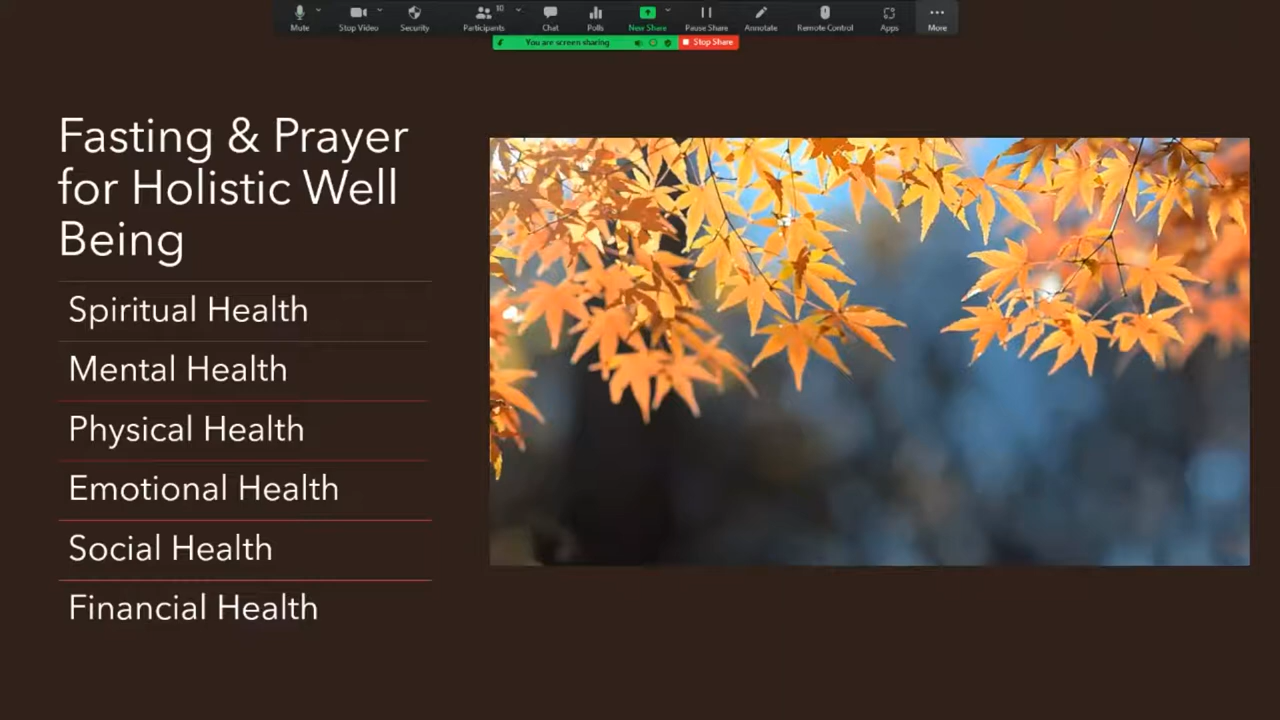 10
Mute
Stop Video
Security
Participants
Chat
Polls
New Share
Pause Share
Annotate
Remote Control
Apps
More
You are screen sharing
Stop Share
Fasting & Prayer
for Holistic Well
Being
Spiritual Health
Mental Health
Physical Health
Emotional Health
Social Health
Financial Health